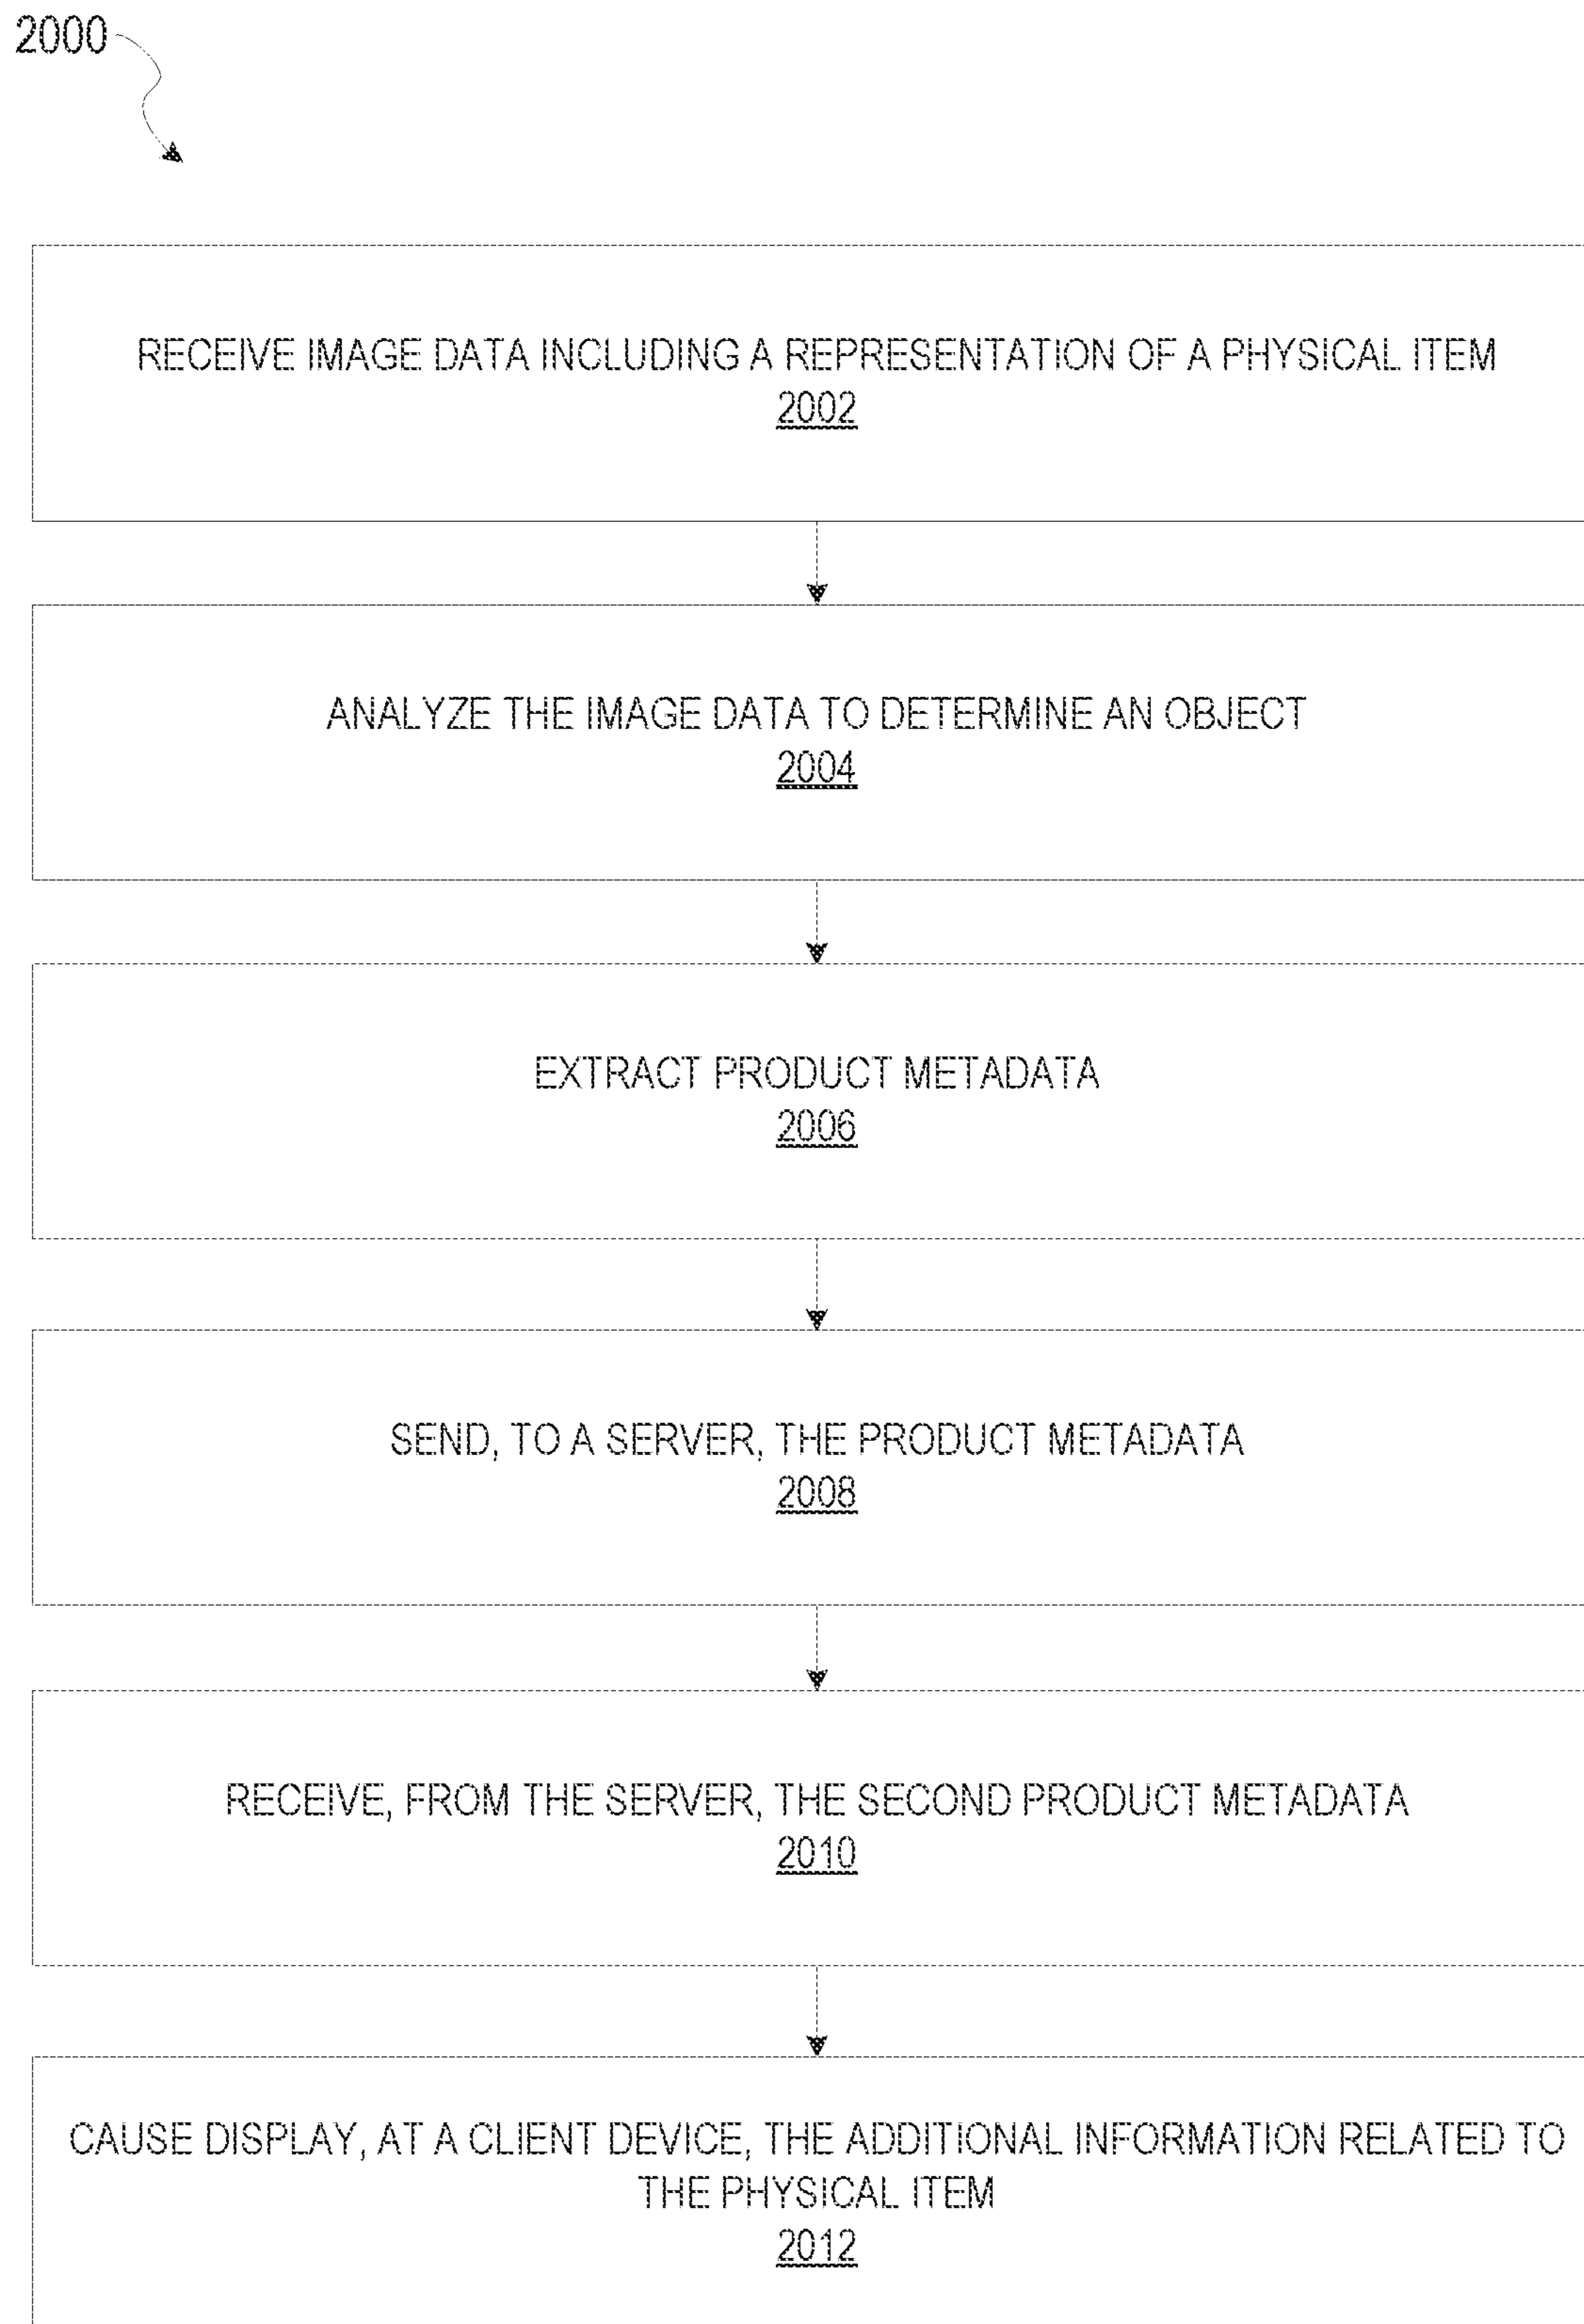 2000
RECEIVE IMAGE DATA INCLUDING A REPRESENTATION OF A PHYSICAL ITEM
2002
ANALYZE THE IMAGE DATA TO DETERMINE AN OBJECT
2004
EXTRACT PRODUCT METADATA
2006
SEND, TO A SERVER, THE PRODUCT METADATA
2008
RECEIVE, FROM THE SERVER, THE SECOND PRODUCT METADATA
2010
CAUSE DISPLAY, AT A CLIENT DEVICE, THE ADDITIONAL INFORMATION RELATED TO
THE PHYSICAL ITEM
2012